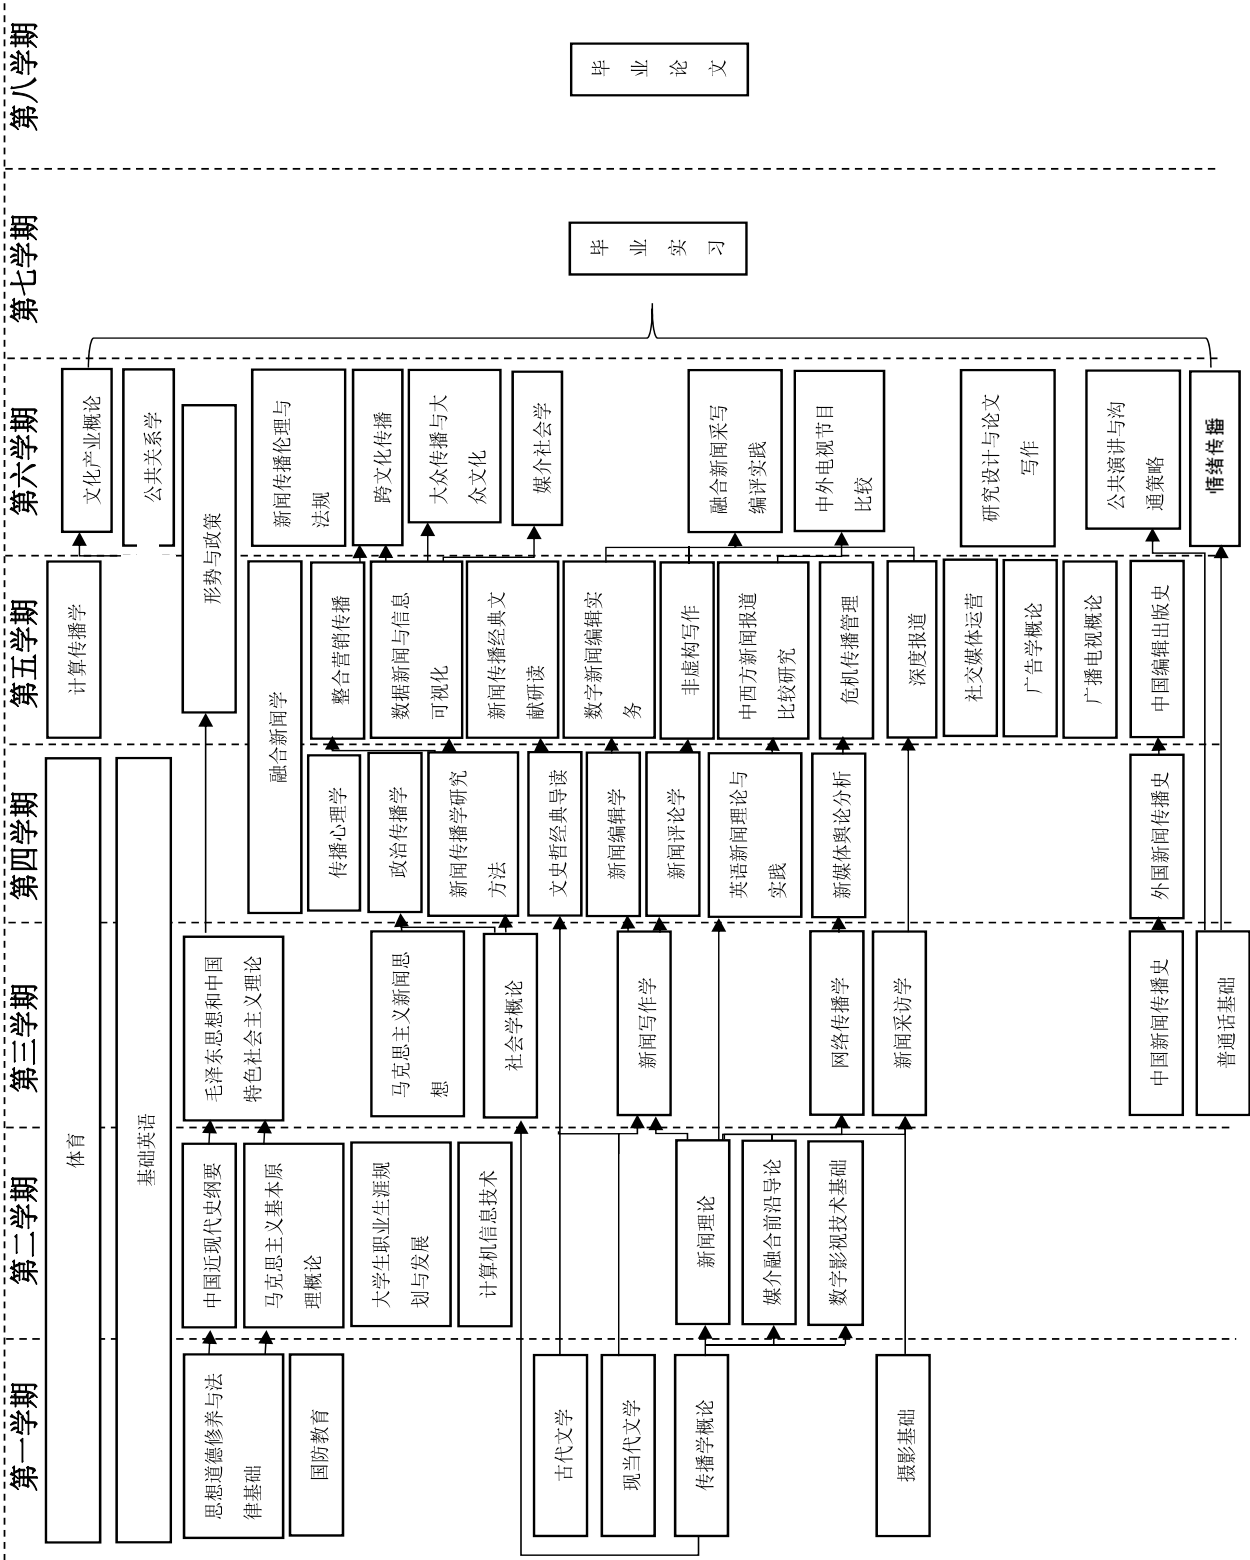 第一学期
第二学期
第三学期
第四学期
第五学期
第六学期
第七学期
第八学期
体育
基础英语
思想道德修养与法
律基础
国防教育
古代文学
现当代文学
传播学概论
摄影基础
中国近现代史纲要
马克思主义基本原
理概论
大学生职业生涯规
划与发展
计算机信息技术
新闻理论
媒介融合前沿导论
数字影视技术基础
毛泽东思想和中国
特色社会主义理论
马克思主义新闻思
想
社会学概论
新闻写作学
网络传播学
新闻采访学
中国新闻传播史
普通话基础
融合新闻学
传播心理学
政治传播学
新闻传播学研究
方法
文史哲经典导读
新闻编辑学
新闻评论学
英语新闻理论与
实践
新媒体舆论分析
外国新闻传播史
计算传播学
形势与政策
整合营销传播
数据新闻与信息
可视化
新闻传播经典文
献研读
数字新闻编辑实
务
非虚构写作
中西方新闻报道
比较研究
危机传播管理
深度报道
社交媒体运营
广告学概论
广播电视概论
中国编辑出版史
文化产业概论
公共关系学
新闻传播伦理与
法规
跨文化传播
大众传播与大
众文化
媒介社会学
融合新闻采写
编评实践
中外电视节目
比较
研究设计与论文
写作
公共演讲与沟
通策略
情绪传播
毕业实习
毕业论文